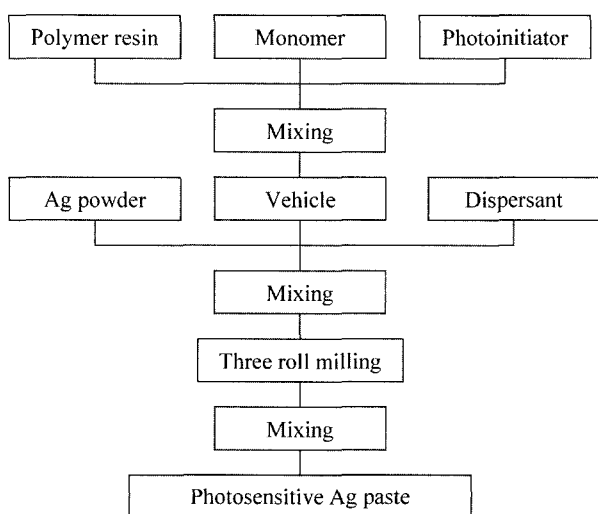 Polymer resin
Monomer
Photoinitiator
Mixing
Ag powder
Vehicle
Dispersant
Mixing
Three roll milling
Mixing
Photosensitive Ag paste